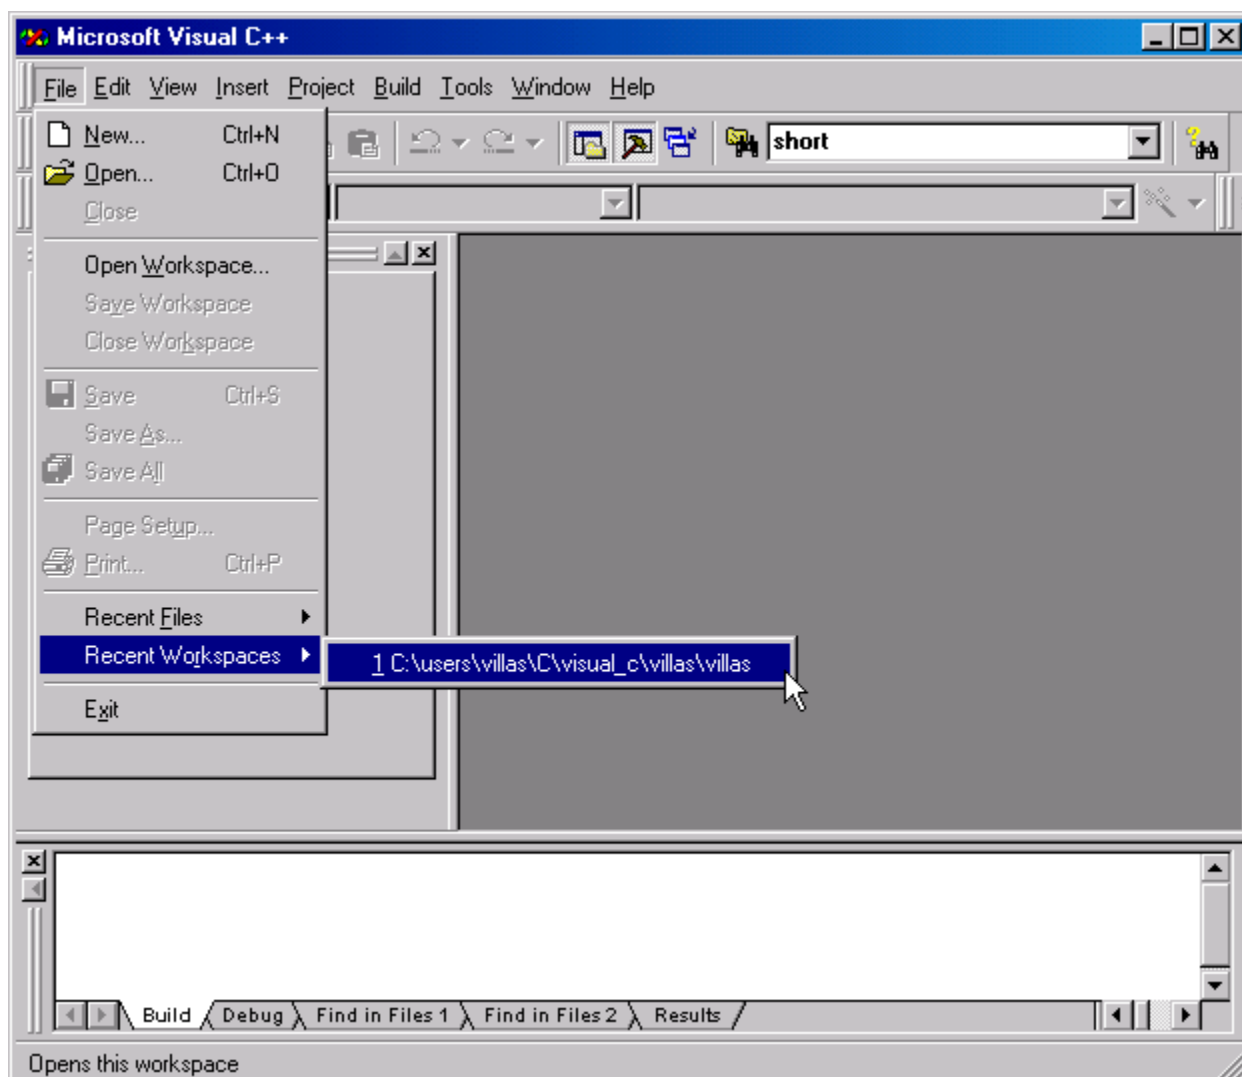 Microsoft Visual C++
File Edit View Insert Project Build Tools Window Help
New... Ctrl+N
short
Open... Ctrl+O
Close
Open Workspace...
Save Workspace
Close Workspace
Save Ctrl+S
Save As...
Save All
Page Setup...
Print... Ctrl+P
Recent Files
Recent Workspaces
1 C:\users\villas\C\visual_c\villas\villas
Exit
Build Debug Find in Files 1 Find in Files 2 Results
Opens this workspace